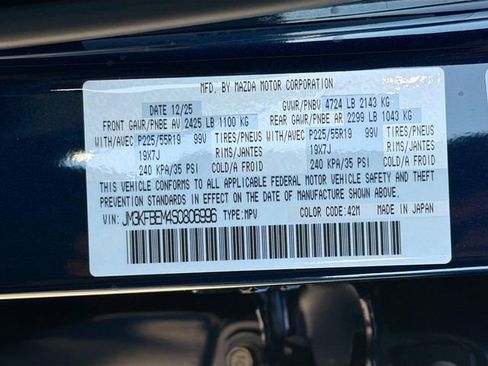 MFD. BY MAZDA MOTOR CORPORATION
DATE 12/25 GVWR/PNBV 4724 LB 2143 KG
FRONT GAWR/PNBE AV 2425 LB 1100 KG REAR GAWR/PNBE AR 2299 LB 1043 KG
WITH/AVEC P225/55R19 99V TIRES/PNEUS WITH/AVEC P225/55R19 99V TIRES/PNEUS
19X7J RIMS/JANTES 19X7J RIMS/JANTES
240 KPA/35 PSI COLD/A FROID 240 KPA/35 PSI COLD/A FROID
THIS VEHICLE CONFORMS TO ALL APPLICABLE FEDERAL MOTOR VEHICLE SAFETY AND THEFT
PREVENTION STANDARDS IN EFFECT ON THE DATE OF MANUFACTURE SHOWN ABOVE.
VIN: JM3KFBEM4S0806996 TYPE: MPV COLOR CODE: 42M MADE IN JAPAN